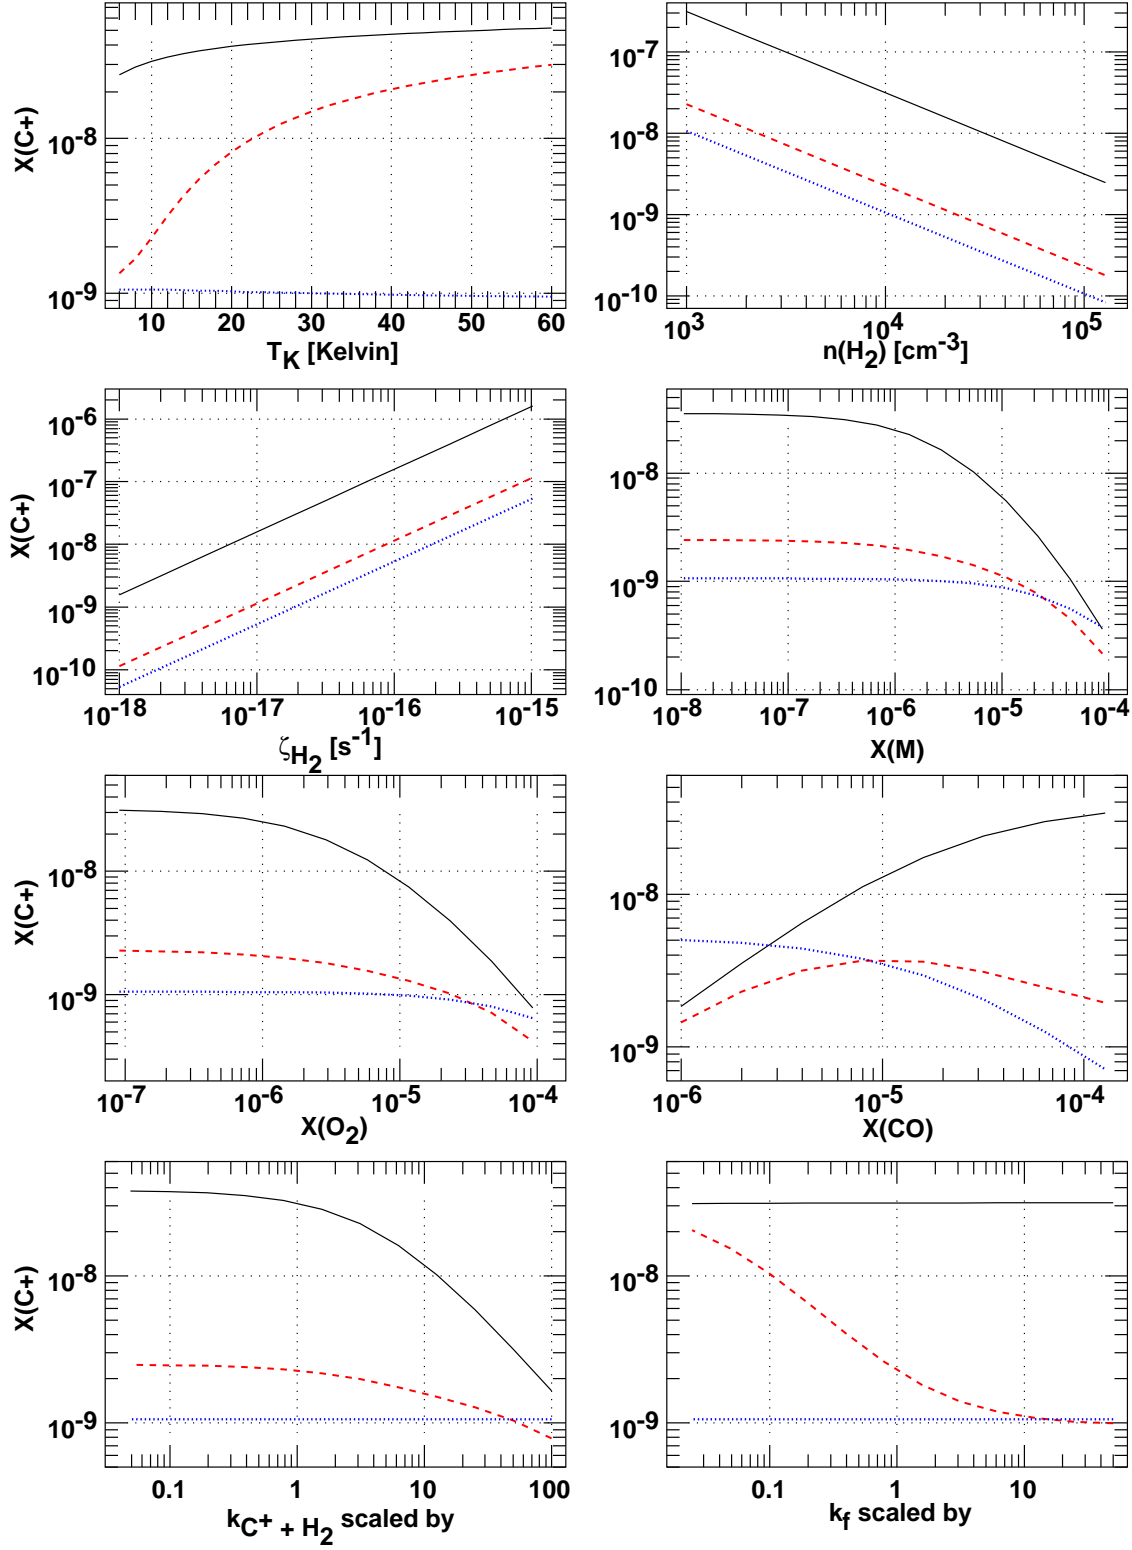 X(C+)
10-8
10-9
10 20 30 40 50 60
TK [Kelvin]
10-7
10-8
10-9
10-10
103 104 105
n(H2) [cm-3]
X(C+)
10-6
10-7
10-8
10-9
10-10
10-18 10-17 10-16 10-15
ζH2 [s-1]
10-8
10-9
10-10
10-8 10-7 10-6 10-5 10-4
X(M)
X(C+)
10-8
10-9
10-7 10-6 10-5 10-4
X(O2)
10-8
10-9
10-6 10-5 10-4
X(CO)
X(C+)
10-8
10-9
0.1 1 10 100
kC+ + H2 scaled by
10-8
10-9
0.1 1 10
kf scaled by